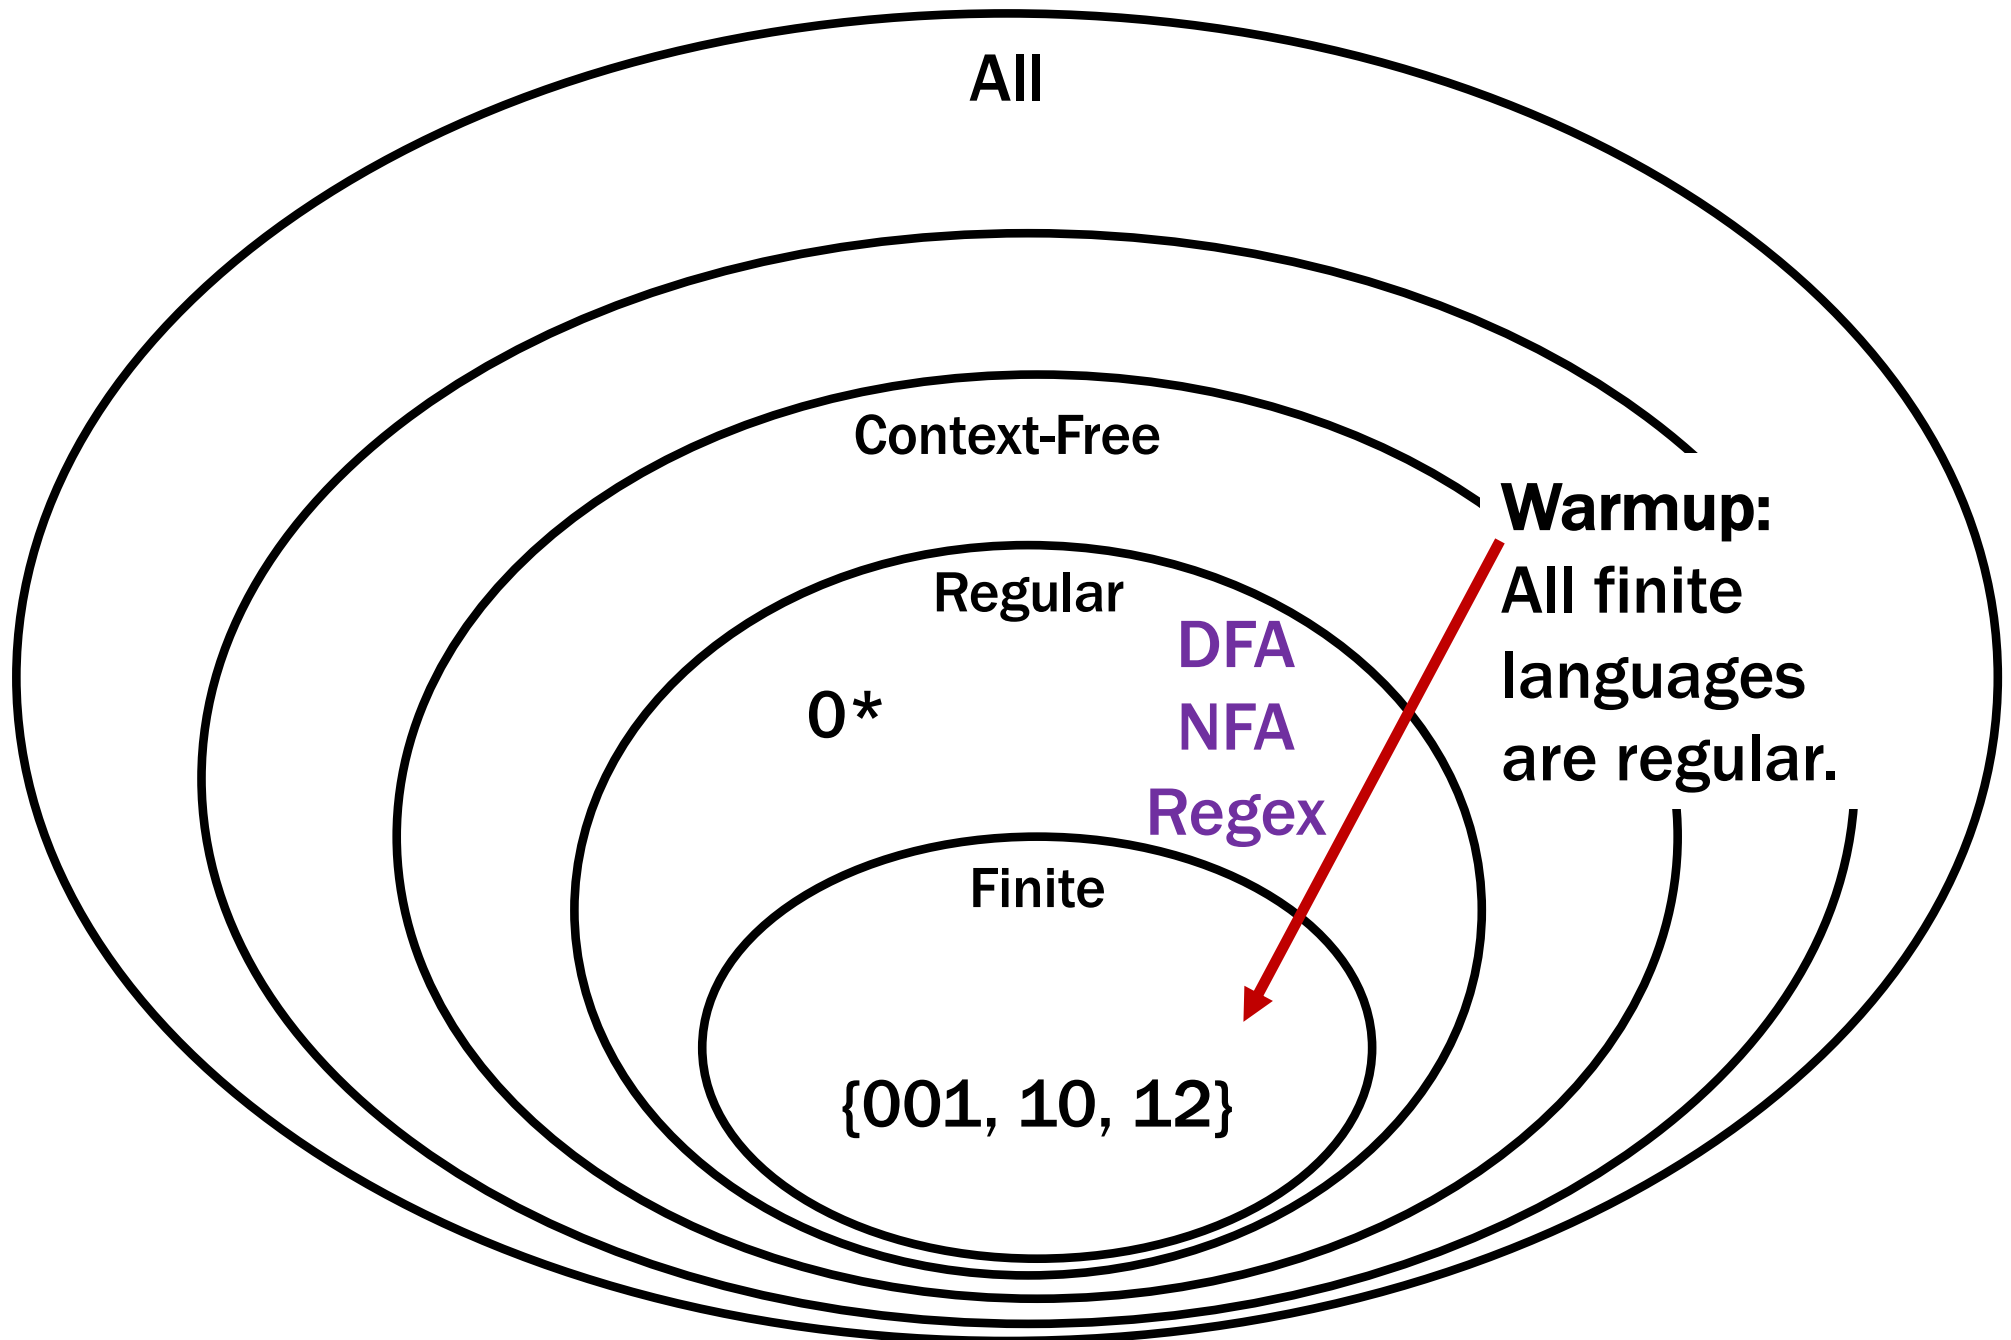 All
Context-Free
Warmup:
All finite
languages
are regular.
Regular
DFA
NFA
Regex
0*
Finite
{001, 10, 12}